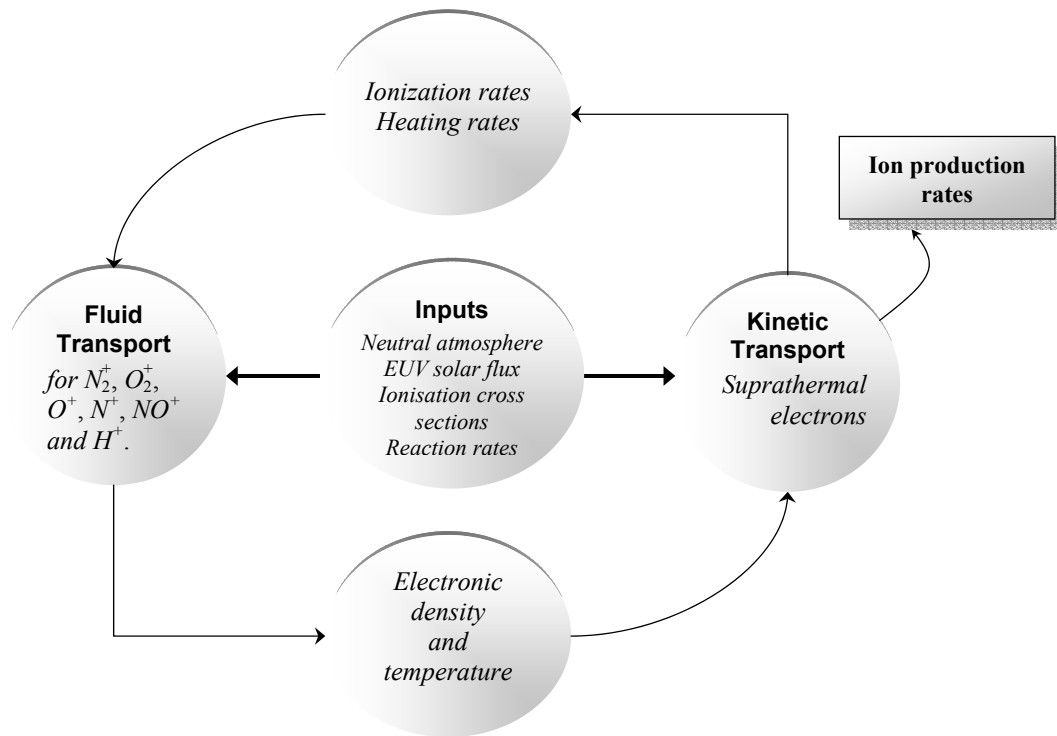 Ionization rates
Heating rates
Ion production
rates
Fluid
Transport
for N₂⁺, O₂⁺,
O⁺, N⁺, NO⁺
and H⁺.
Inputs
Neutral atmosphere
EUV solar flux
Ionisation cross
sections
Reaction rates
Kinetic
Transport
Suprathermal
electrons
Electronic
density
and
temperature